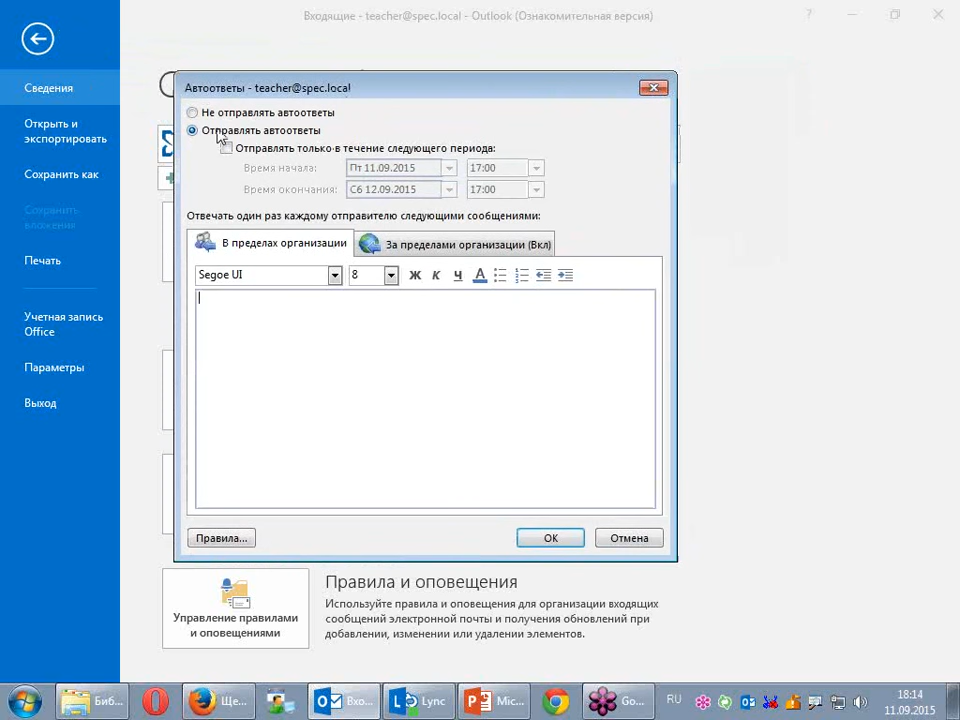 Входящие - teacher@spec.local - Outlook (Ознакомительная версия)
Сведения
Открыть и
экспортировать
Сохранить как
Сохранить
вложения
Печать
Учетная запись
Office
Параметры
Выход
Автоответы - teacher@spec.local
Не отправлять автоответы
Отправлять автоответы
Отправлять только в течение следующего периода:
Время начала: Пт 11.09.2015 17:00
Время окончания: Сб 12.09.2015 17:00
Отвечать один раз каждому отправителю следующими сообщениями:
В пределах организации За пределами организации (Вкл)
Segoe UI 8 Ж К Ч А
Правила... ОК Отмена
Управление правилами
и оповещениями
Правила и оповещения
Используйте правила и оповещения для организации входящих
сообщений электронной почты и получения обновлений при
добавлении, изменении или удалении элементов.
Биб... Ще... Вхо... Lync Mic... Go... RU 18:14
11.09.2015